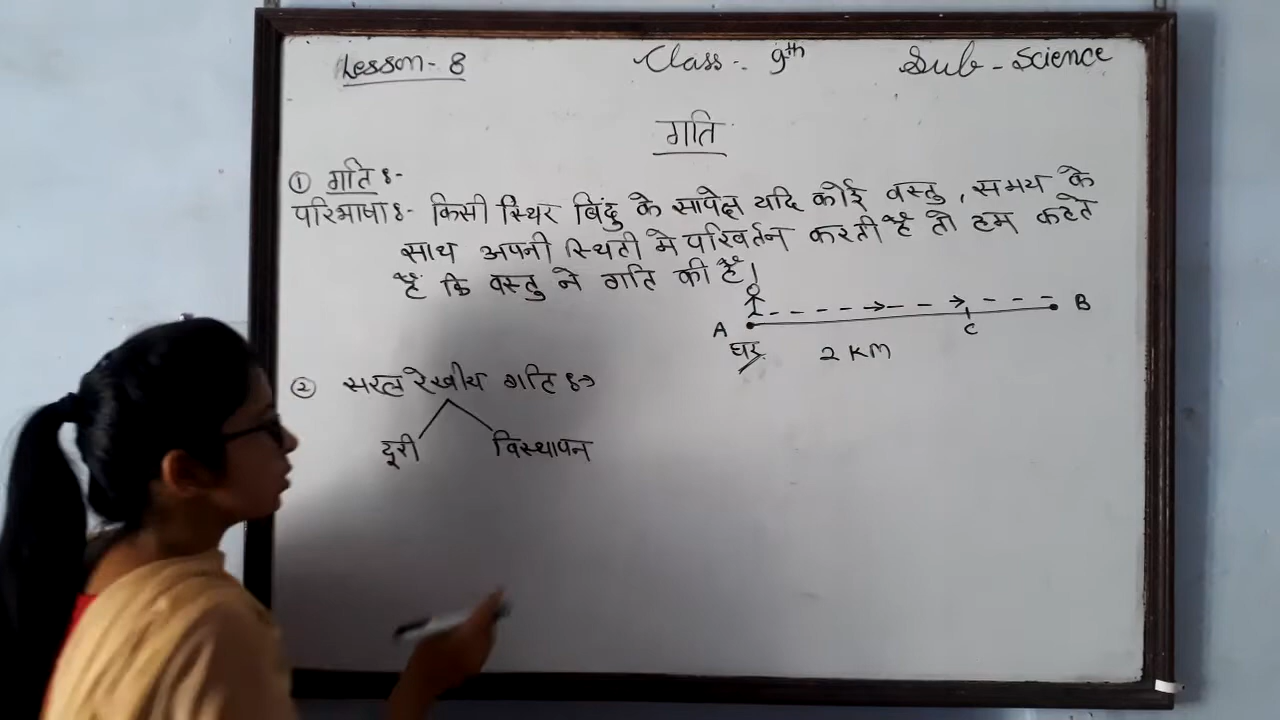 Lesson - 8 Class -. 9th Sub - Science
गति
① गति :-
परिभाषा :- किसी स्थिर बिंदु के सापेक्ष यदि कोई वस्तु, समय के
साथ अपनी स्थिती मे परिवर्तन करती है तो हम कहते
हैं कि वस्तु ने गति की है।
A C B
घर 2 KM
② सरल रेखीय गति :->
दूरी विस्थापन